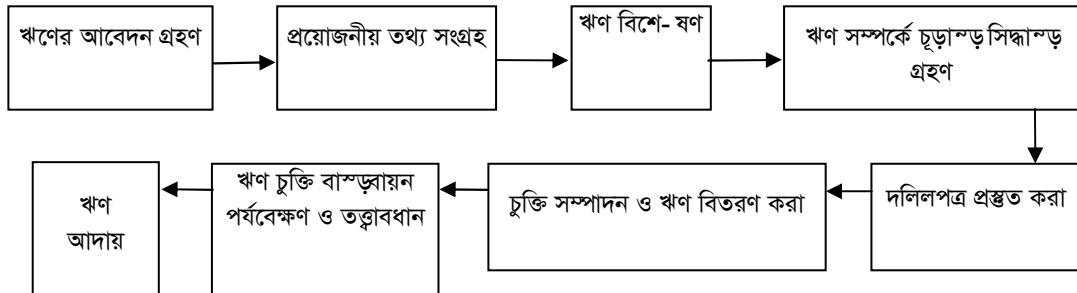 ঋণের আবেদন গ্রহণ
প্রয়োজনীয় তথ্য সংগ্রহ
ঋণ বিশে- ষণ
ঋণ সম্পর্কে চূড়ান্ড় সিদ্ধান্ড়
গ্রহণ
দলিলপত্র প্রস্তুত করা
চুক্তি সম্পাদন ও ঋণ বিতরণ করা
ঋণ চুক্তি বাস্ড়্বায়ন
পর্যবেক্ষণ ও তত্ত্বাবধান
ঋণ
আদায়